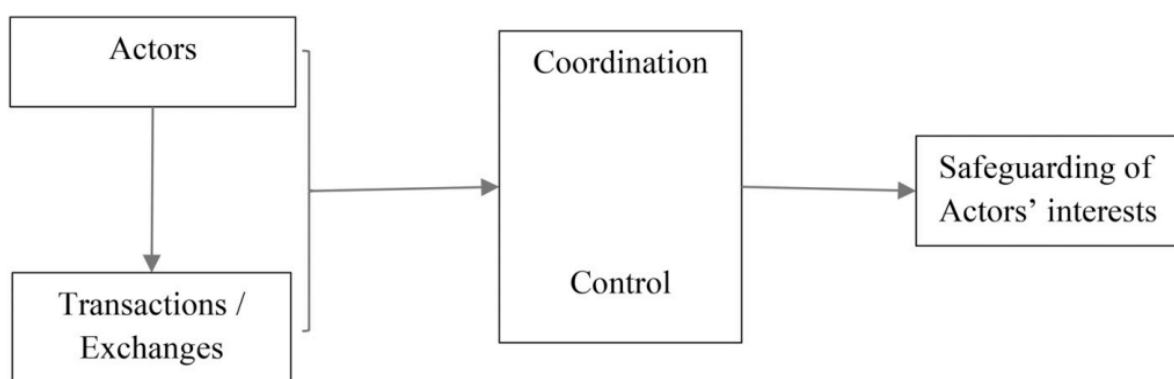 Actors
Transactions /
Exchanges
Coordination
Control
Safeguarding of
Actors’ interests